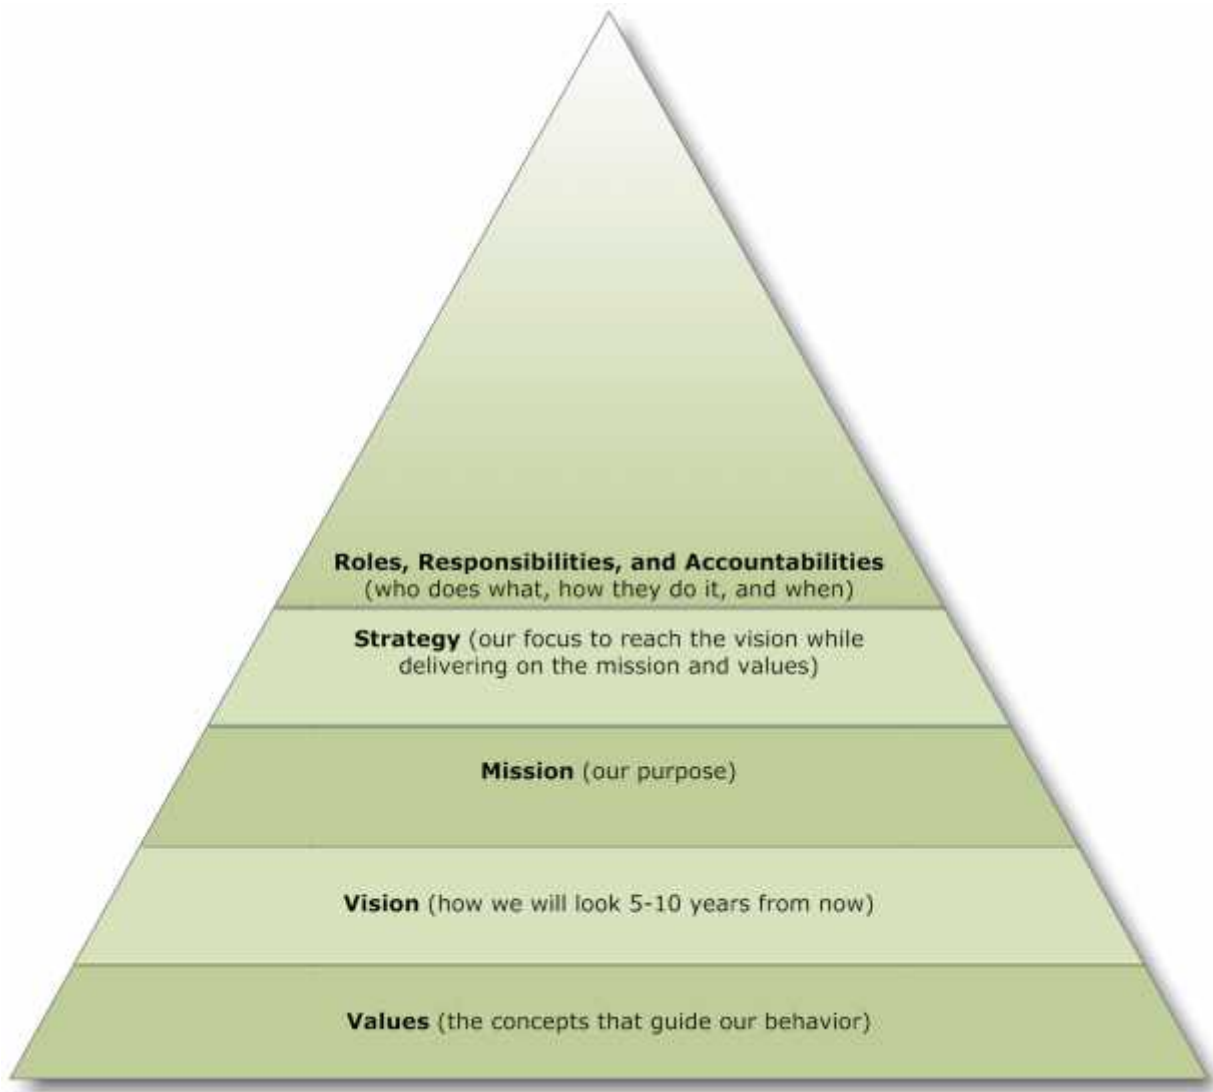 Roles, Responsibilities, and Accountabilities
(who does what, how they do it, and when)
Strategy (our focus to reach the vision while
delivering on the mission and values)
Mission (our purpose)
Vision (how we will look 5-10 years from now)
Values (the concepts that guide our behavior)